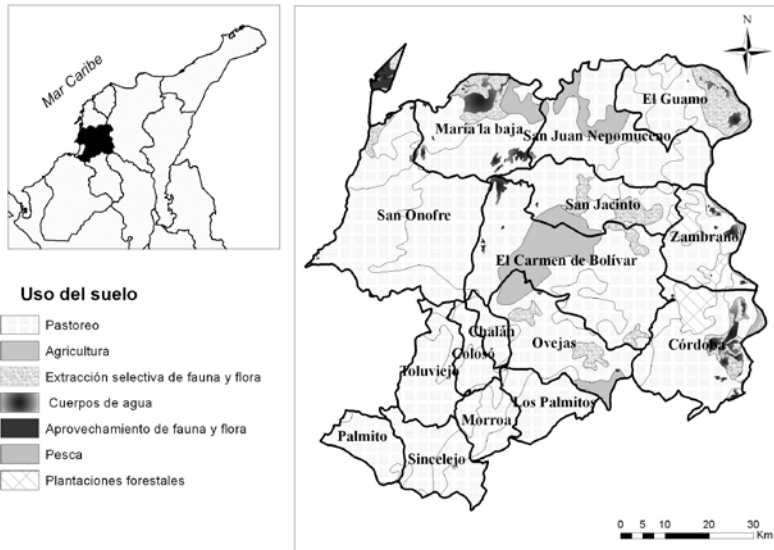 Mar Caribe
Uso del suelo
Pastoreo
Agricultura
Extracción selectiva de fauna y flora
Cuerpos de agua
Aprovechamiento de fauna y flora
Pesca
Plantaciones forestales
N
El Guamo
María la baja
San Juan Nepomuceno
San Jacinto
San Onofre
Zambrano
El Carmen de Bolívar
Chalán
Ovejas
Córdoba
Colosó
Toluviejo
Los Palmitos
Morroa
Palmito
Sincelejo
0 5 10 20 30
Km